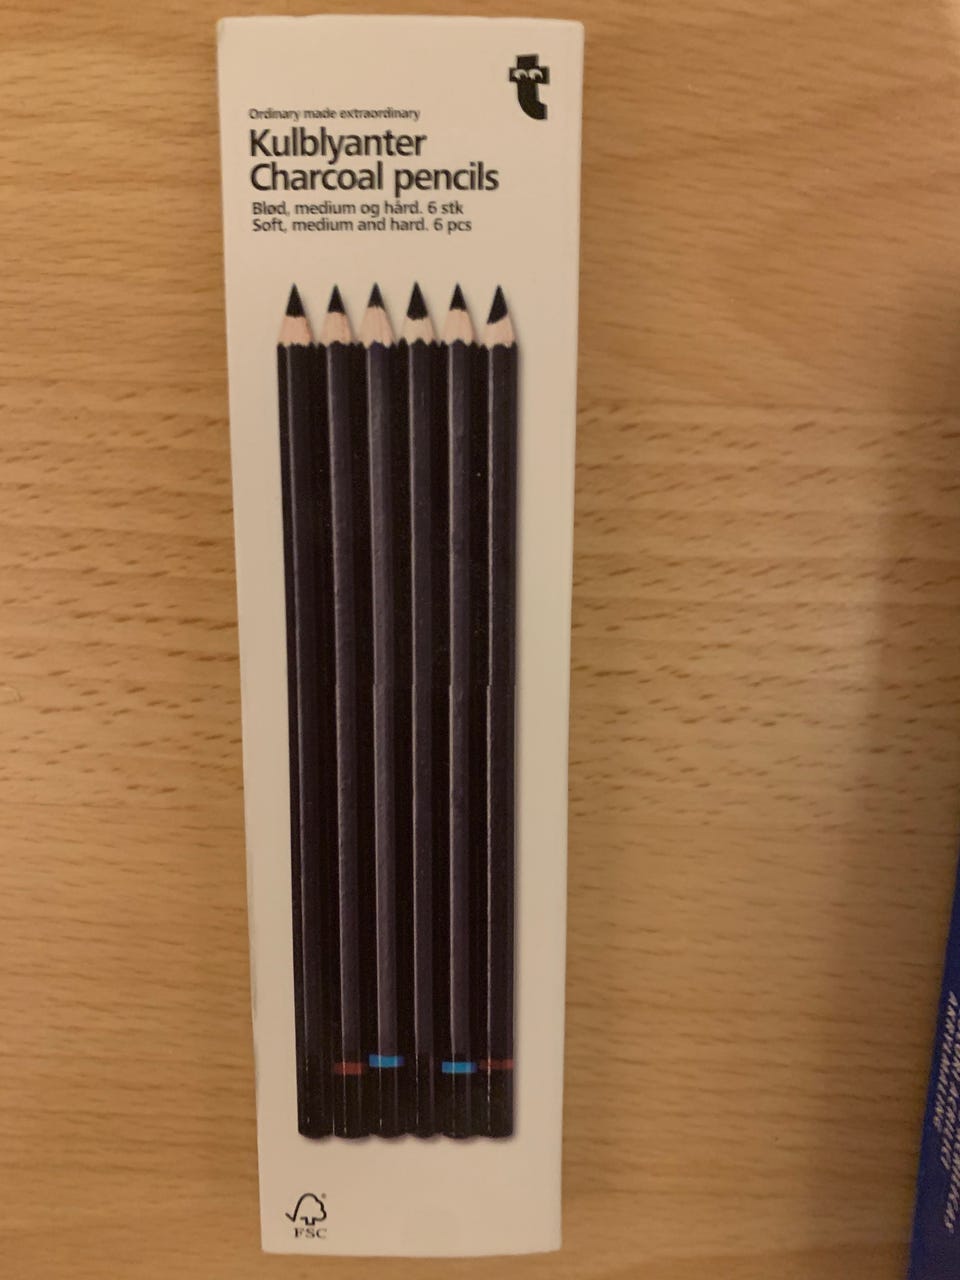 Ordinary made extraordinary
Kulblyanter
Charcoal pencils
Blød, medium og hård. 6 stk
Soft, medium and hard. 6 pcs
FSC